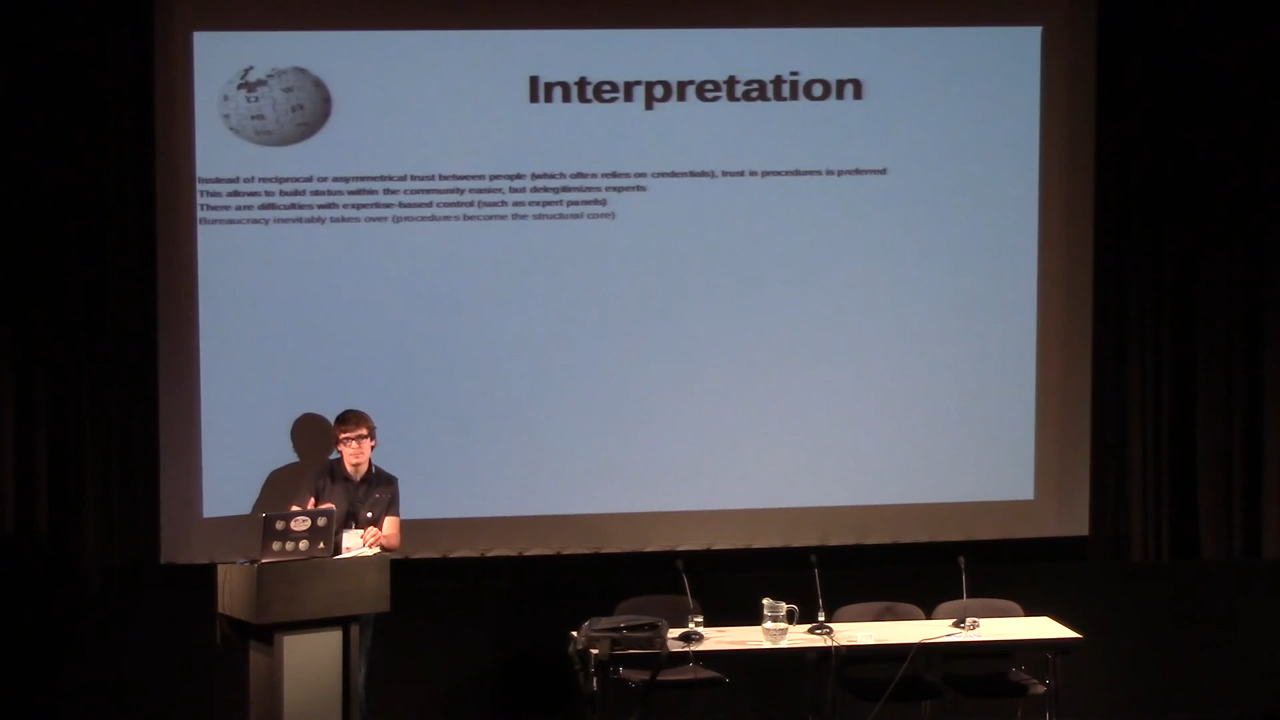 Interpretation
Instead of reciprocal or asymmetrical trust between people (which often relies on credentials), trust in procedures is preferred
This allows to build status within the community easier, but delegitimizes experts
There are difficulties with expertise-based control (such as expert panels)
Bureaucracy inevitably takes over (procedures become the structural core)